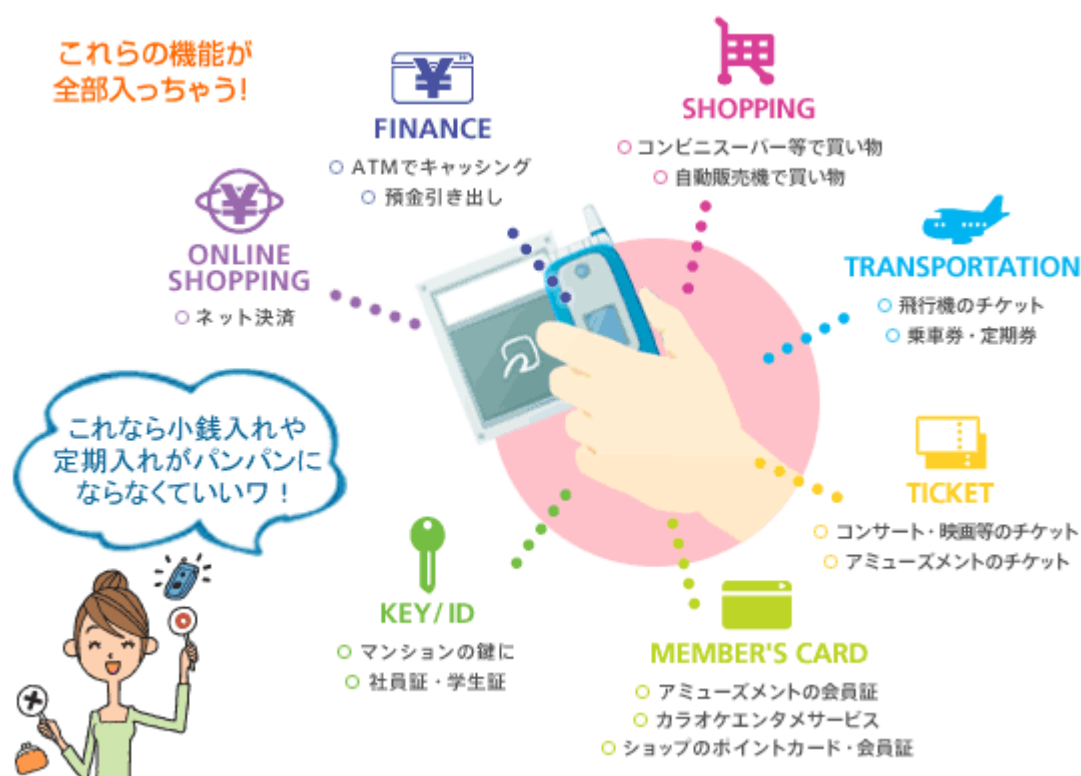 これらの機能が
全部入っちゃう!
FINANCE
ATMでキャッシング
預金引き出し
SHOPPING
コンビニスーパー等で買い物
自動販売機で買い物
ONLINE
SHOPPING
ネット決済
TRANSPORTATION
飛行機のチケット
乗車券・定期券
これなら小銭入れや
定期入れがパンパンに
ならなくていいワ！
TICKET
コンサート・映画等のチケット
アミューズメントのチケット
KEY/ID
マンションの鍵に
社員証・学生証
MEMBER'S CARD
アミューズメントの会員証
カラオケエンタメサービス
ショップのポイントカード・会員証